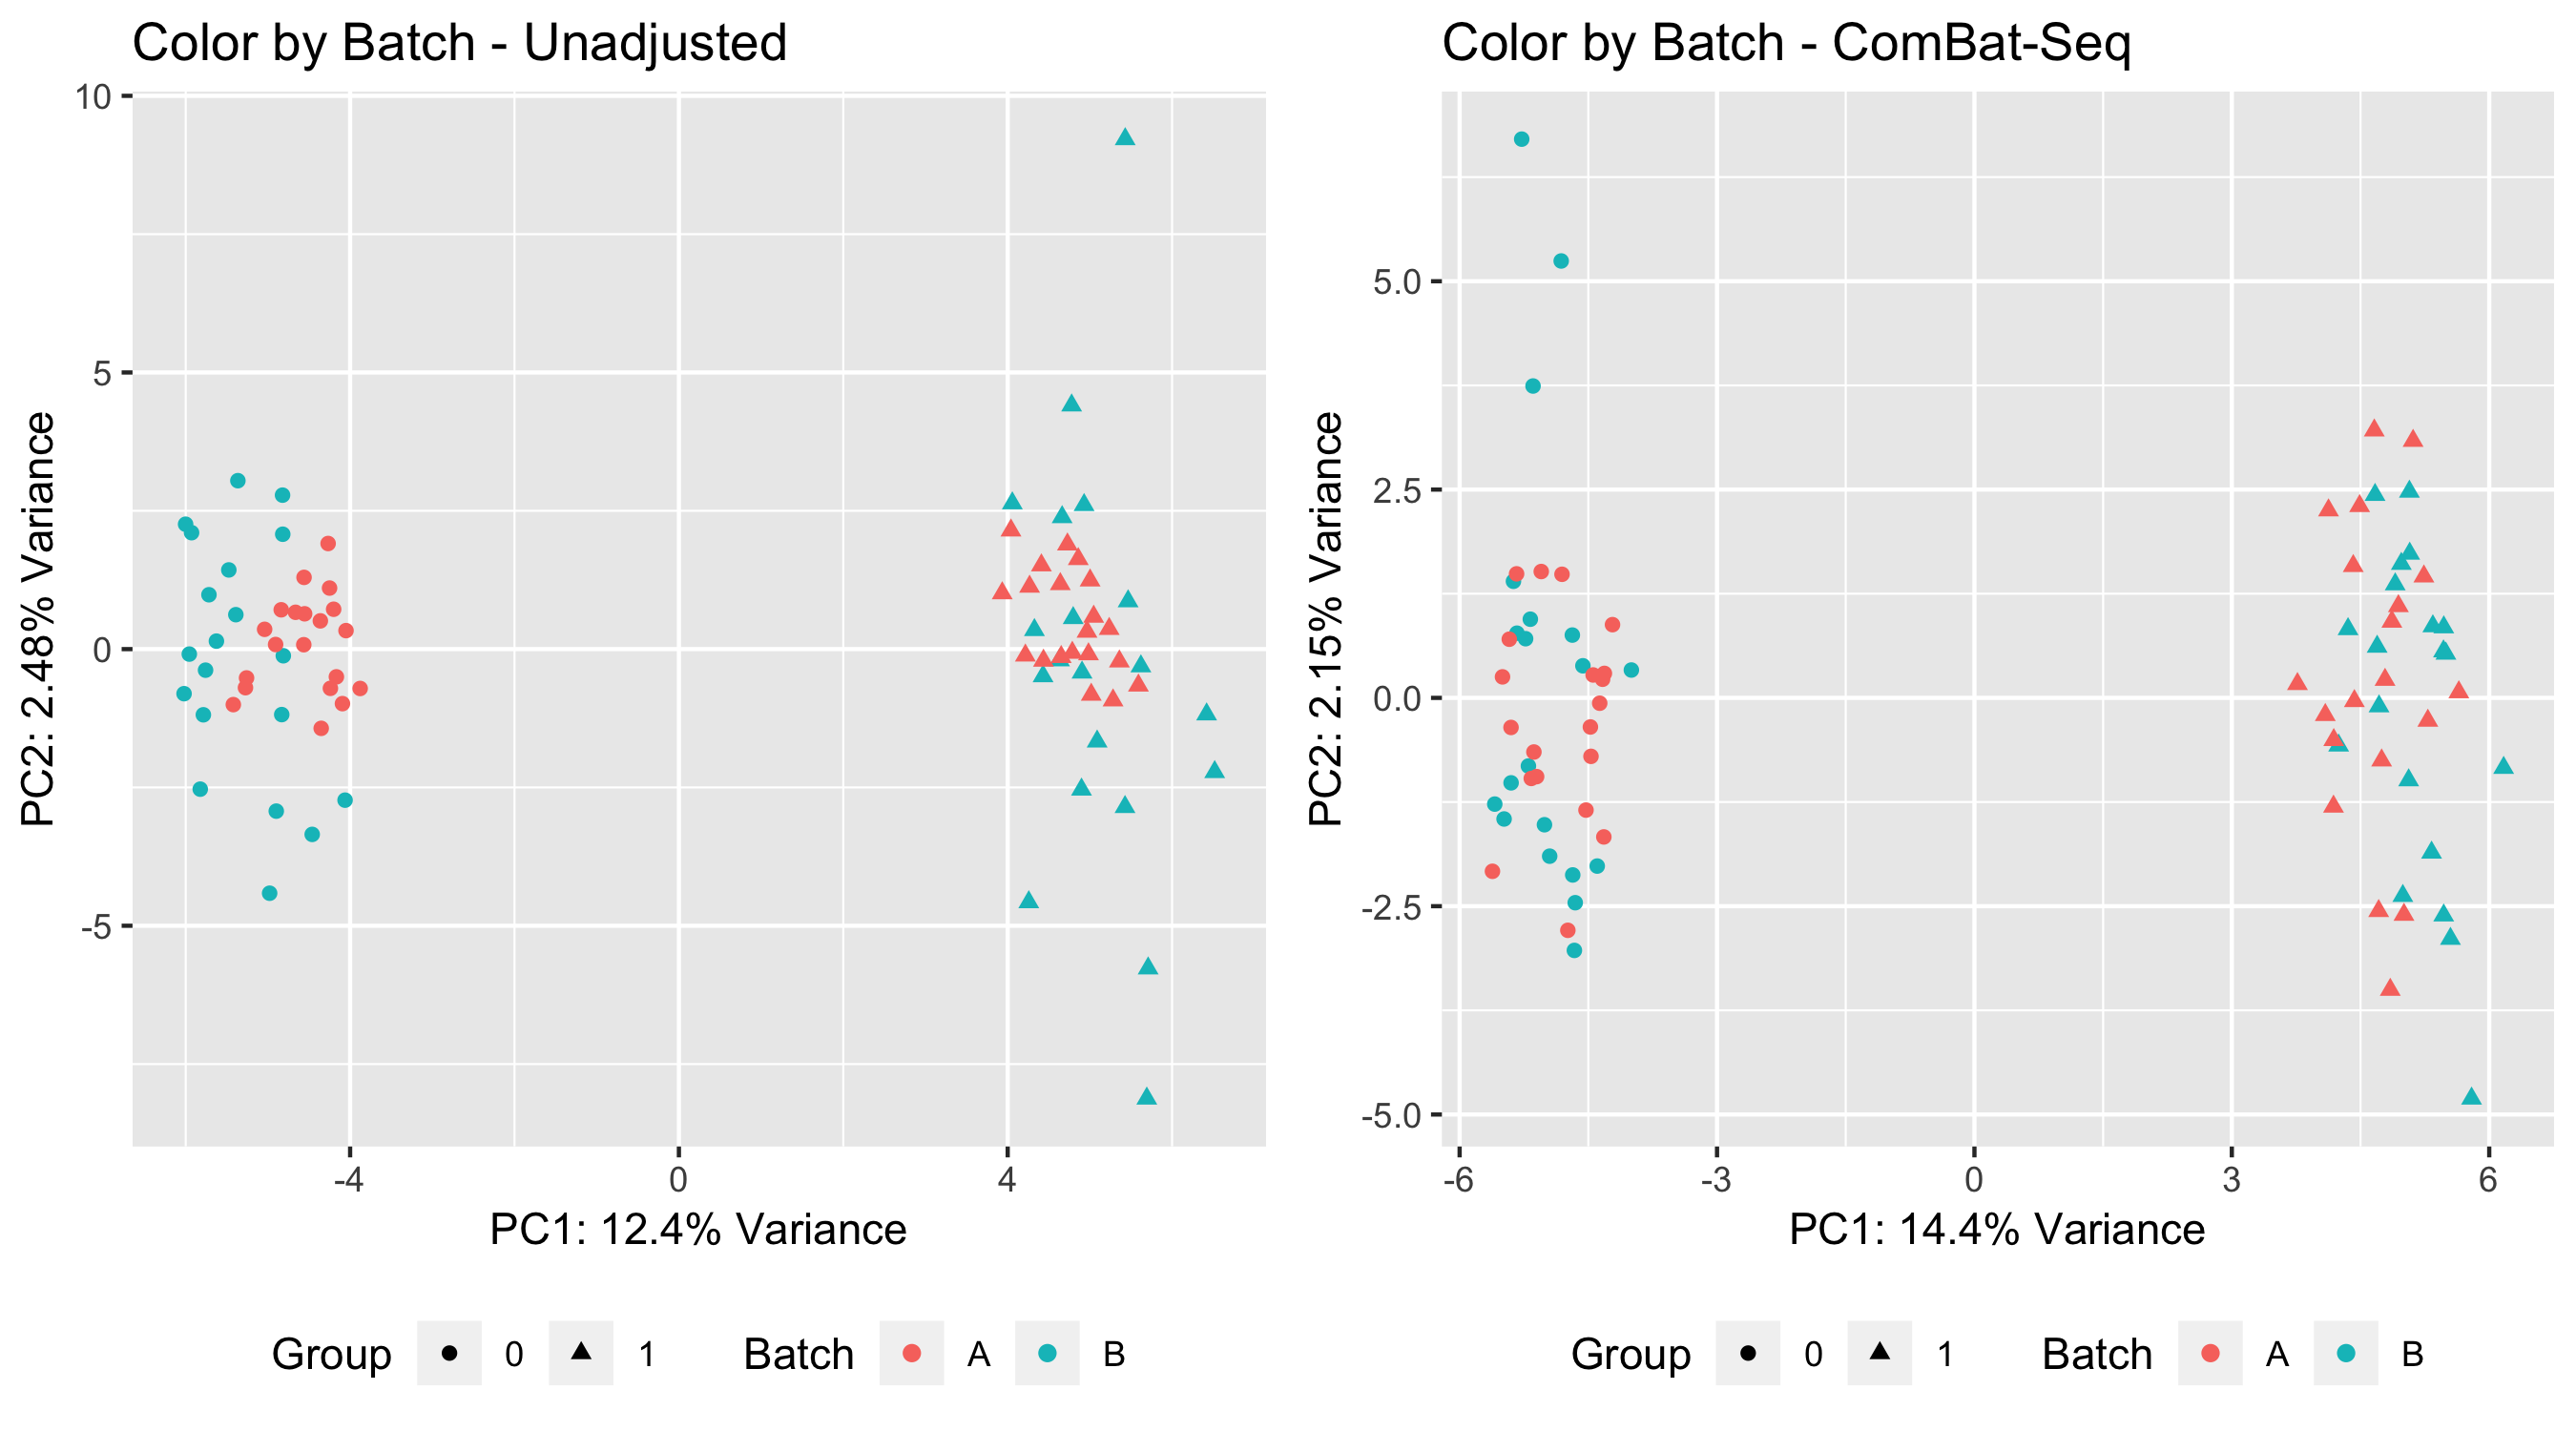 Color by Batch - Unadjusted
10
5
0
-5
PC2: 2.48% Variance
-4 0 4
PC1: 12.4% Variance
Group 0 1 Batch A B
Color by Batch - ComBat-Seq
5.0
2.5
0.0
-2.5
-5.0
PC2: 2.15% Variance
-6 -3 0 3 6
PC1: 14.4% Variance
Group 0 1 Batch A B